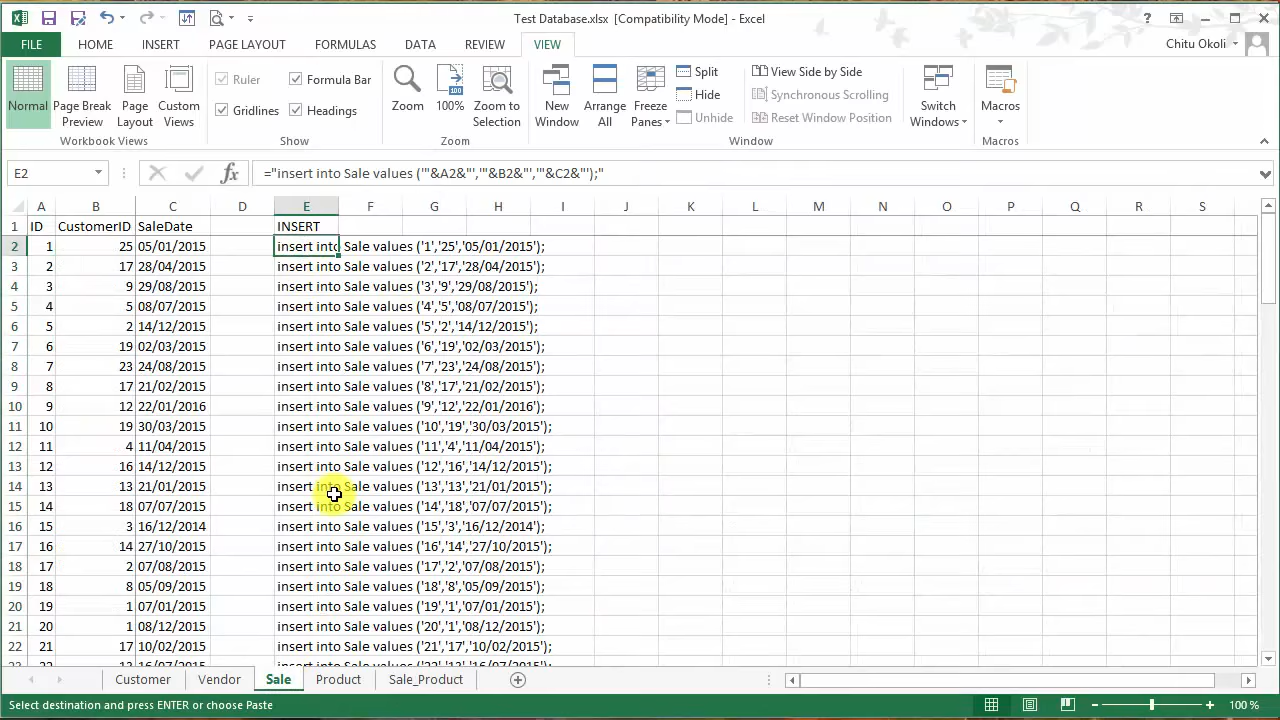 Test Database.xlsx [Compatibility Mode] - Excel
FILE HOME INSERT PAGE LAYOUT FORMULAS DATA REVIEW VIEW Chitu Okoli
Normal Page Break Preview Page Layout Custom Views
Ruler Formula Bar
Gridlines Headings
Zoom 100% Zoom to Selection
New Window Arrange All Freeze Panes
Split
Hide
Unhide
View Side by Side
Synchronous Scrolling
Reset Window Position
Switch Windows Macros
Workbook Views Show Zoom Window Macros
E2 fx ="insert into Sale values ('"&A2&"','"&B2&"','"&C2&"');"
A B C D E F G H I J K L M N O P Q R S
1 ID CustomerID SaleDate INSERT
2 1 25 05/01/2015 insert into Sale values ('1','25','05/01/2015');
3 2 17 28/04/2015 insert into Sale values ('2','17','28/04/2015');
4 3 9 29/08/2015 insert into Sale values ('3','9','29/08/2015');
5 4 5 08/07/2015 insert into Sale values ('4','5','08/07/2015');
6 5 2 14/12/2015 insert into Sale values ('5','2','14/12/2015');
7 6 19 02/03/2015 insert into Sale values ('6','19','02/03/2015');
8 7 23 24/08/2015 insert into Sale values ('7','23','24/08/2015');
9 8 17 21/02/2015 insert into Sale values ('8','17','21/02/2015');
10 9 12 22/01/2016 insert into Sale values ('9','12','22/01/2016');
11 10 19 30/03/2015 insert into Sale values ('10','19','30/03/2015');
12 11 4 11/04/2015 insert into Sale values ('11','4','11/04/2015');
13 12 16 14/12/2015 insert into Sale values ('12','16','14/12/2015');
14 13 13 21/01/2015 insert into Sale values ('13','13','21/01/2015');
15 14 18 07/07/2015 insert into Sale values ('14','18','07/07/2015');
16 15 3 16/12/2014 insert into Sale values ('15','3','16/12/2014');
17 16 14 27/10/2015 insert into Sale values ('16','14','27/10/2015');
18 17 2 07/08/2015 insert into Sale values ('17','2','07/08/2015');
19 18 8 05/09/2015 insert into Sale values ('18','8','05/09/2015');
20 19 1 07/01/2015 insert into Sale values ('19','1','07/01/2015');
21 20 1 08/12/2015 insert into Sale values ('20','1','08/12/2015');
22 21 17 10/02/2015 insert into Sale values ('21','17','10/02/2015');
Customer Vendor Sale Product Sale_Product
Select destination and press ENTER or choose Paste 100 %